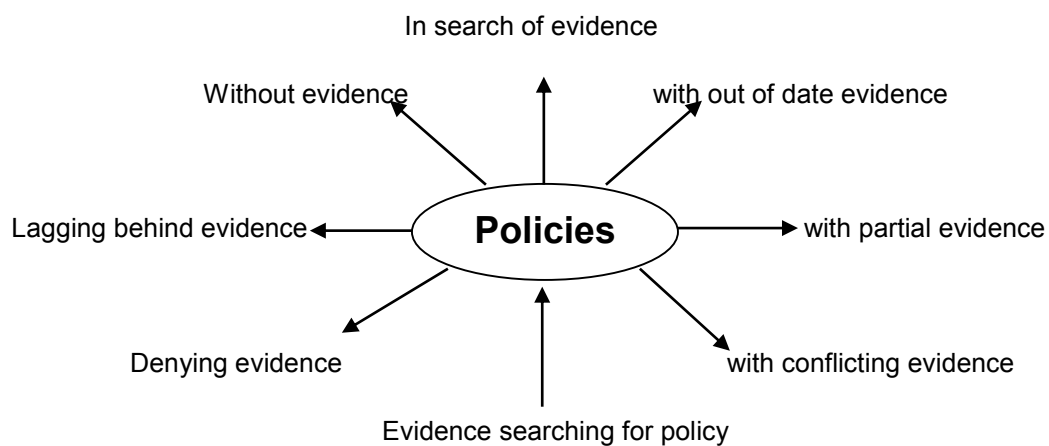 In search of evidence
Without evidence
with out of date evidence
Lagging behind evidence
Policies
with partial evidence
Denying evidence
with conflicting evidence
Evidence searching for policy